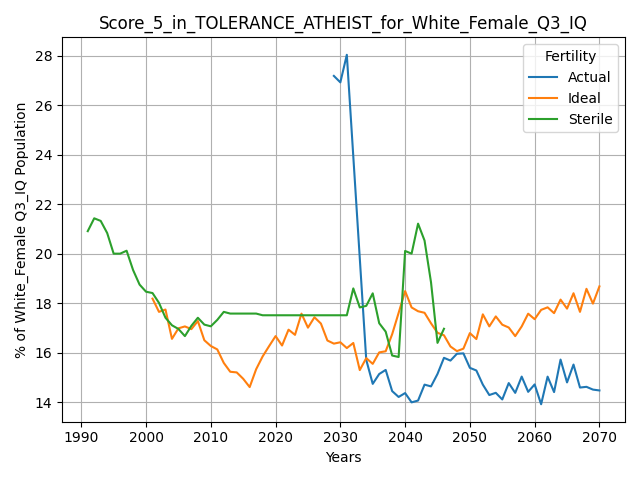 Score_5_in_TOLERANCE_ATHEIST_for_White_Female_Q3_IQ
% of White_Female Q3_IQ Population
28
26
24
22
20
18
16
14
Fertility
Actual
Ideal
Sterile
1990 2000 2010 2020 2030 2040 2050 2060 2070
Years